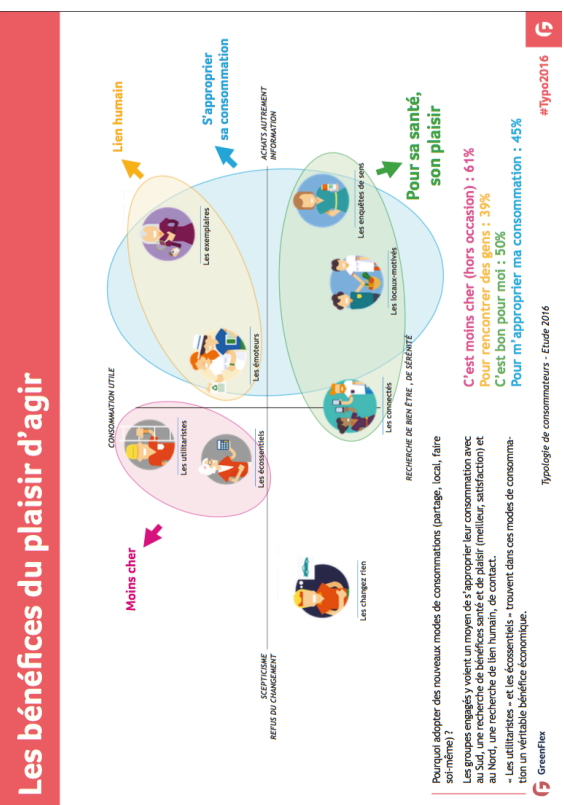 Les bénéfices du plaisir d’agir
Lien humain
S’approprier
sa consommation
Moins cher
CONSOMMATION UTILE
Les exemplaires
Les émoteurs
Les utilitaristes
Les écossentiels
SCEPTICISME
REFUS DU CHANGEMENT
ACHATS AUTREMENT
INFORMATION
Les changez rien
Les connectés
Les locaux-motivés
Les enquêtes de sens
RECHERCHE DE BIEN ÊTRE , DE SÉRÉNITÉ
Pour sa santé,
son plaisir
Pourquoi adopter des nouveaux modes de consommations (partage, local, faire
soi-même) ?
Les groupes engagés y voient un moyen de s’approprier leur consommation avec
au Sud, une recherche de bénéfices santé et de plaisir (meilleur, satisfaction) et
au Nord, une recherche de lien humain, de contact.
« Les utilitaristes » et les écossentiels » trouvent dans ces modes de consomma-
tion un véritable bénéfice économique.
C’est moins cher (hors occasion) : 61%
Pour rencontrer des gens : 39%
C’est bon pour moi : 50%
Pour m’approprier ma consommation : 45%
GreenFlex
Typologie de consommateurs - Etude 2016
#Typo2016